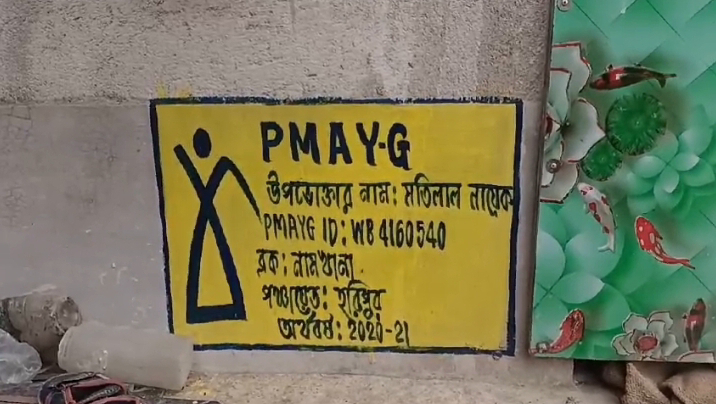 PMAY-G
উপভোক্তার নাম: মতিলাল নায়েক
PMAYG ID: WB 4160540
ব্লক: নামখানা
পঞ্চায়েত: হরিপুর
অর্থবর্ষ: 2020-21